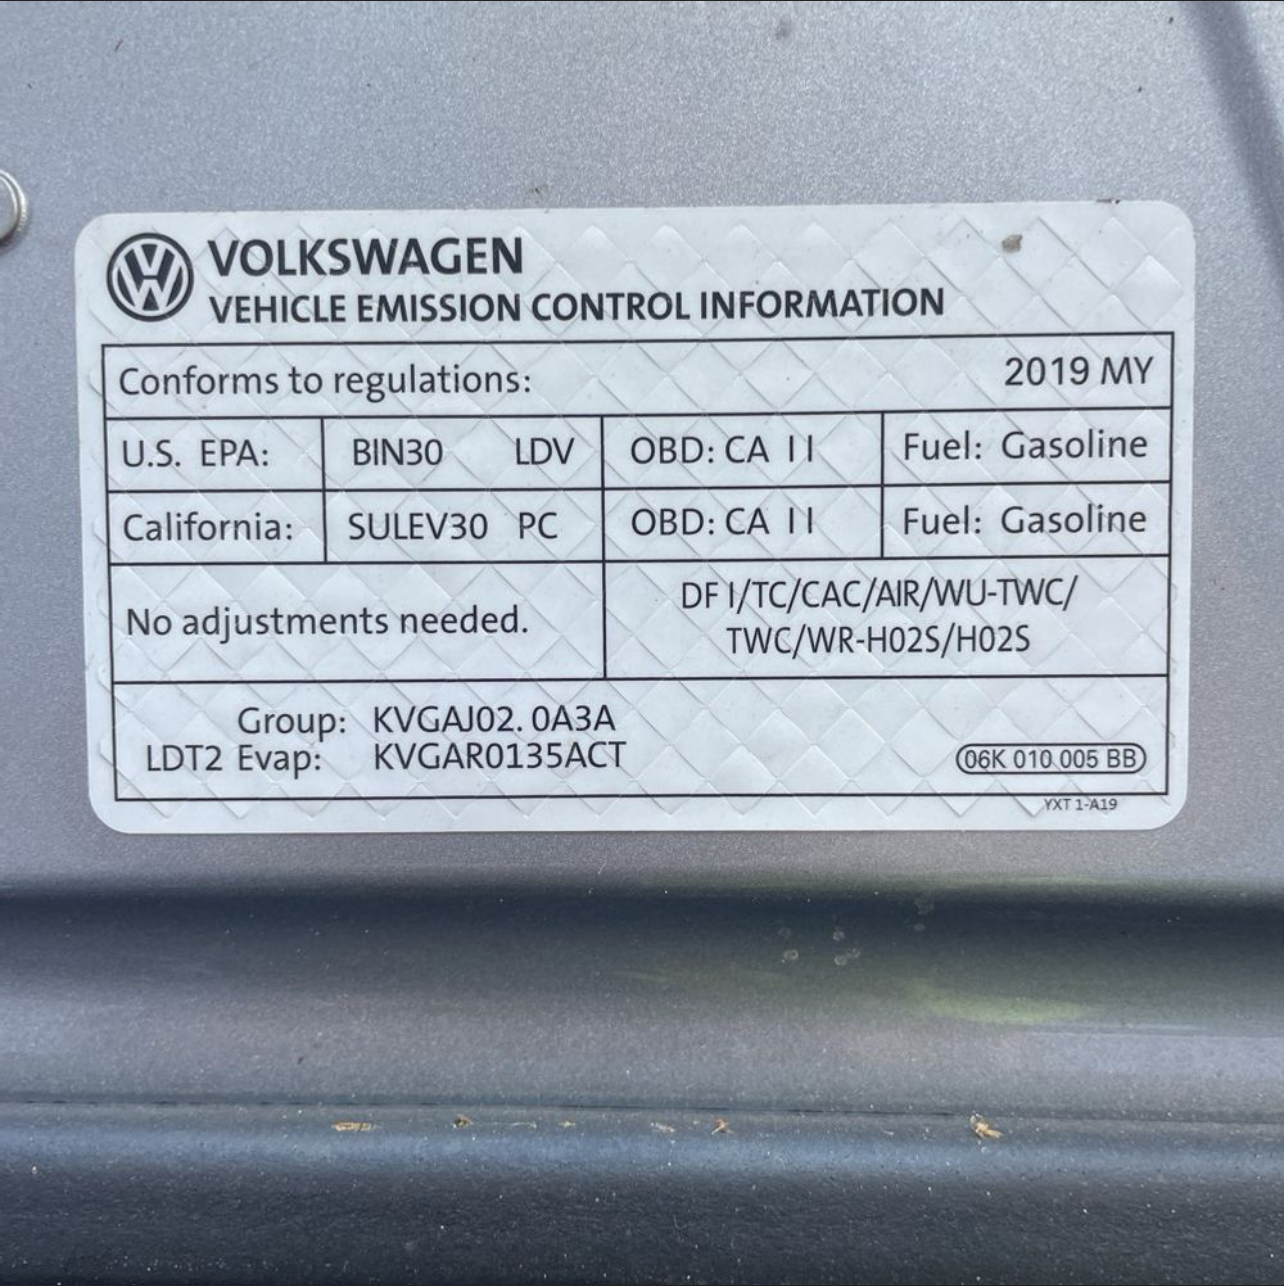 VOLKSWAGEN
VEHICLE EMISSION CONTROL INFORMATION
Conforms to regulations: 2019 MY
U.S. EPA: BIN30 LDV OBD: CA II Fuel: Gasoline
California: SULEV30 PC OBD: CA II Fuel: Gasoline
No adjustments needed.
DFI/TC/CAC/AIR/WU-TWC/
TWC/WR-HO2S/HO2S
Group: KVGAJ02.0A3A
LDT2 Evap: KVGAR0135ACT
06K 010 005 BB
YXT 1-A19